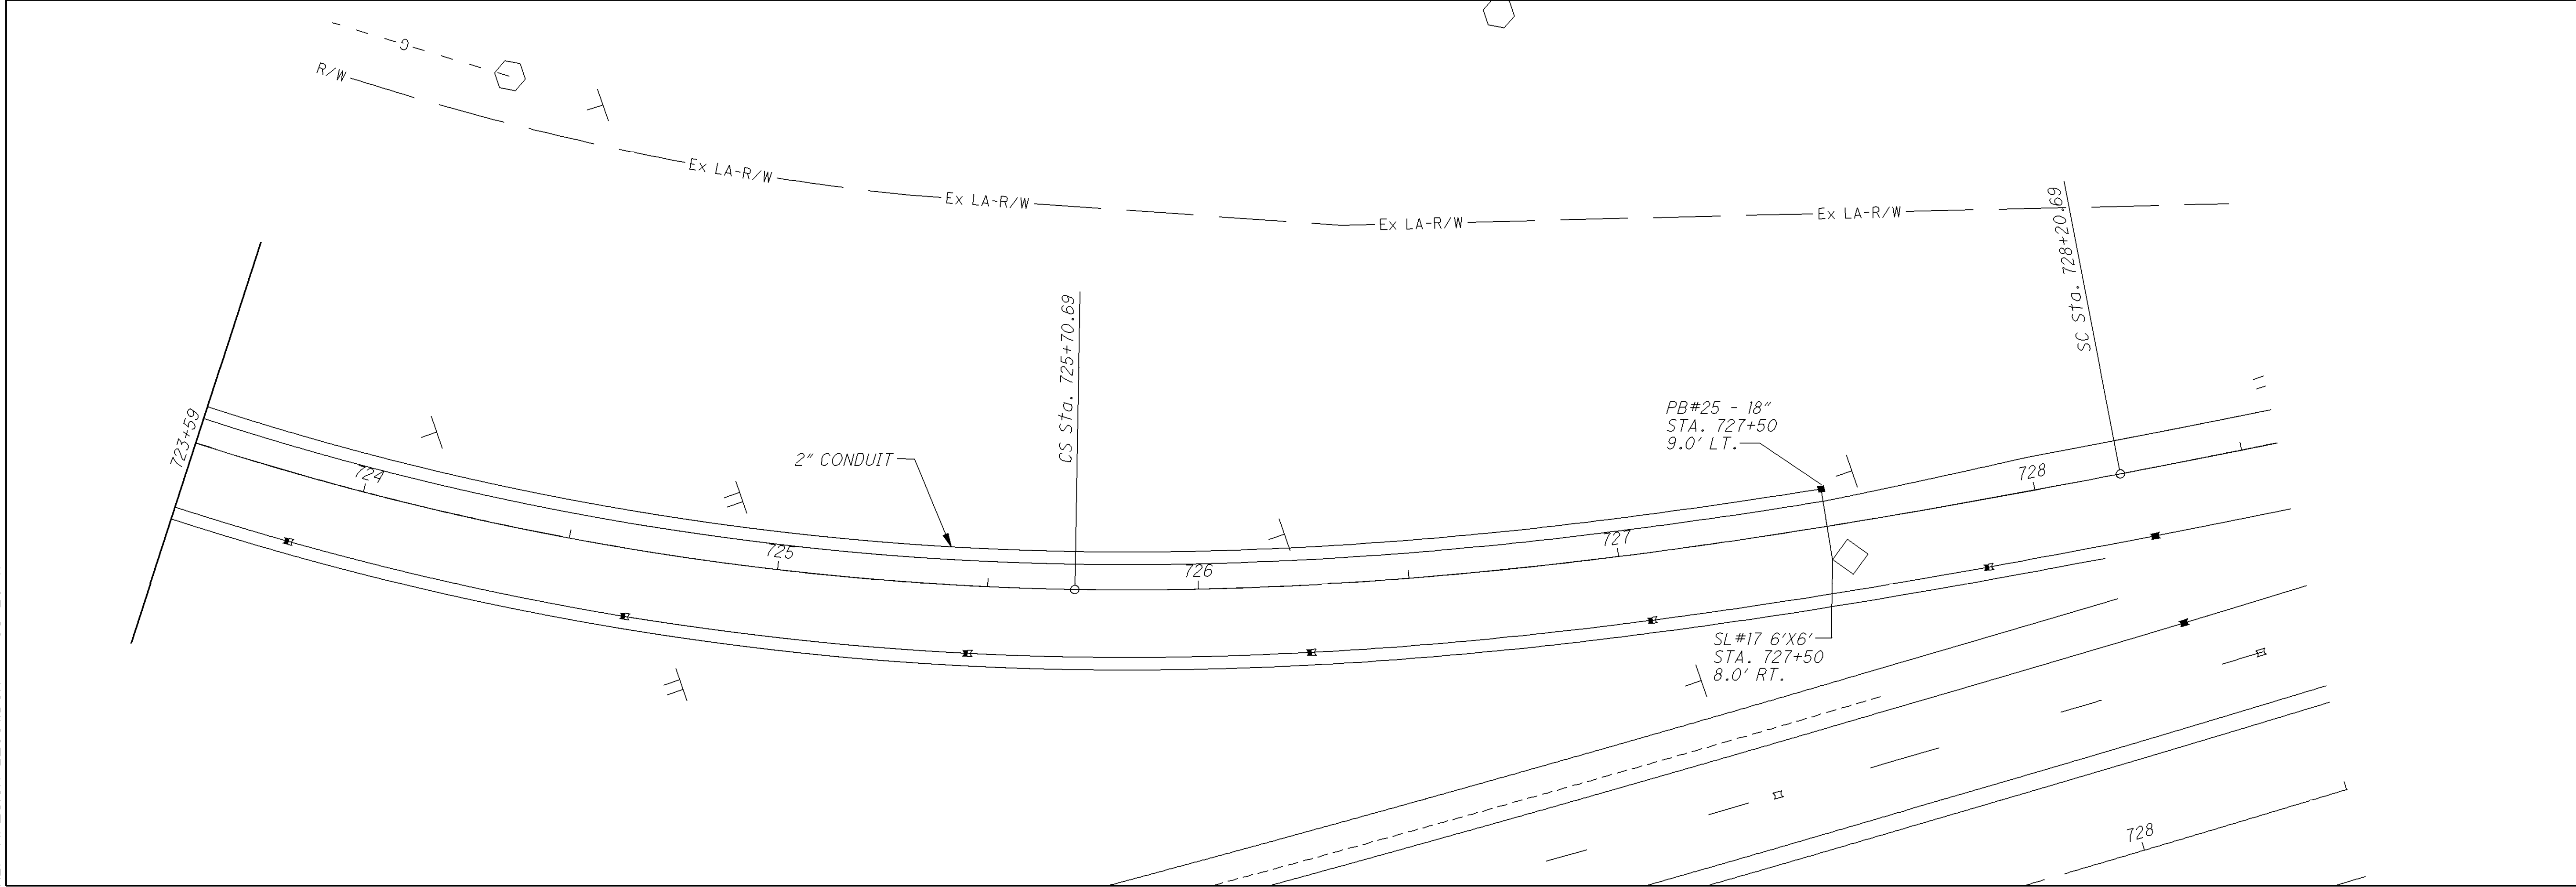 G
R/W
Ex LA-R/W
Ex LA-R/W
Ex LA-R/W
Ex LA-R/W
SC Sta. 728+20.69
CS Sta. 725+70.69
723+59
2" CONDUIT
PB#25 - 18"
STA. 727+50
9.0' LT.
724
725
726
727
728
SL#17 6'X6'
STA. 727+50
8.0' RT.
728